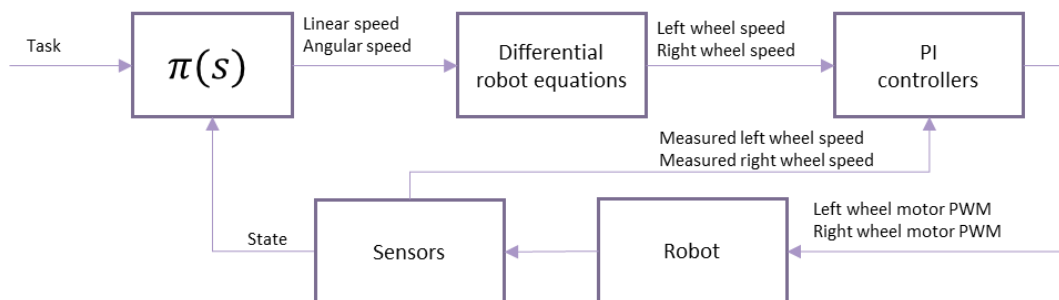 Task
π(s)
Linear speed
Angular speed
Differential
robot equations
Left wheel speed
Right wheel speed
PI
controllers
Measured left wheel speed
Measured right wheel speed
State
Sensors
Robot
Left wheel motor PWM
Right wheel motor PWM